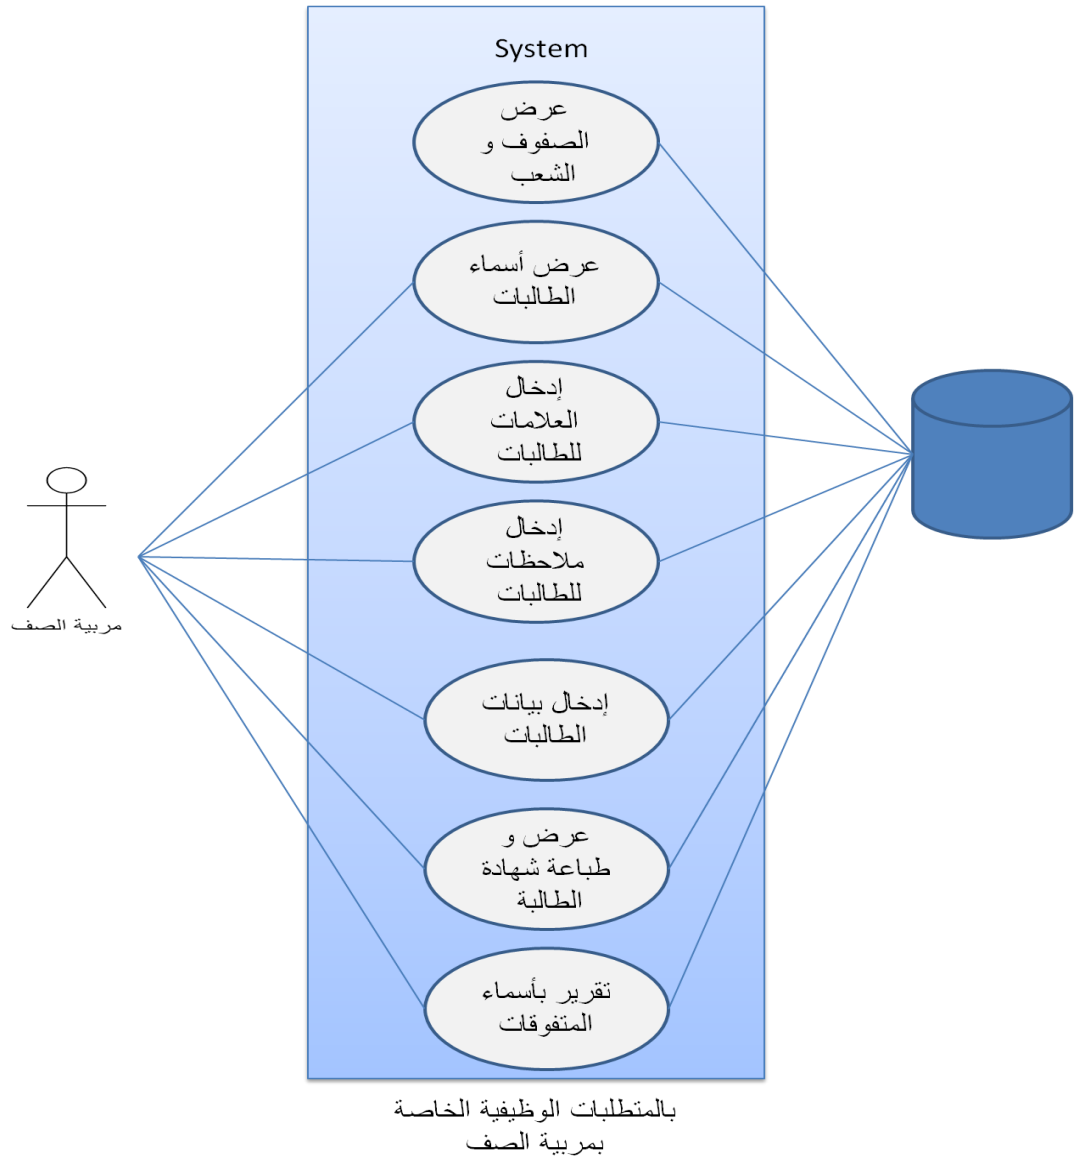 System
عرض
الصفوف و
الشعب
عرض أسماء
الطالبات
إدخال
العلامات
للطالبات
إدخال
ملاحظات
للطالبات
مربية الصف
إدخال بيانات
الطالبات
عرض و
طباعة شهادة
الطالبة
تقرير بأسماء
المتفوقات
بالمتطلبات الوظيفية الخاصة
بمربية الصف